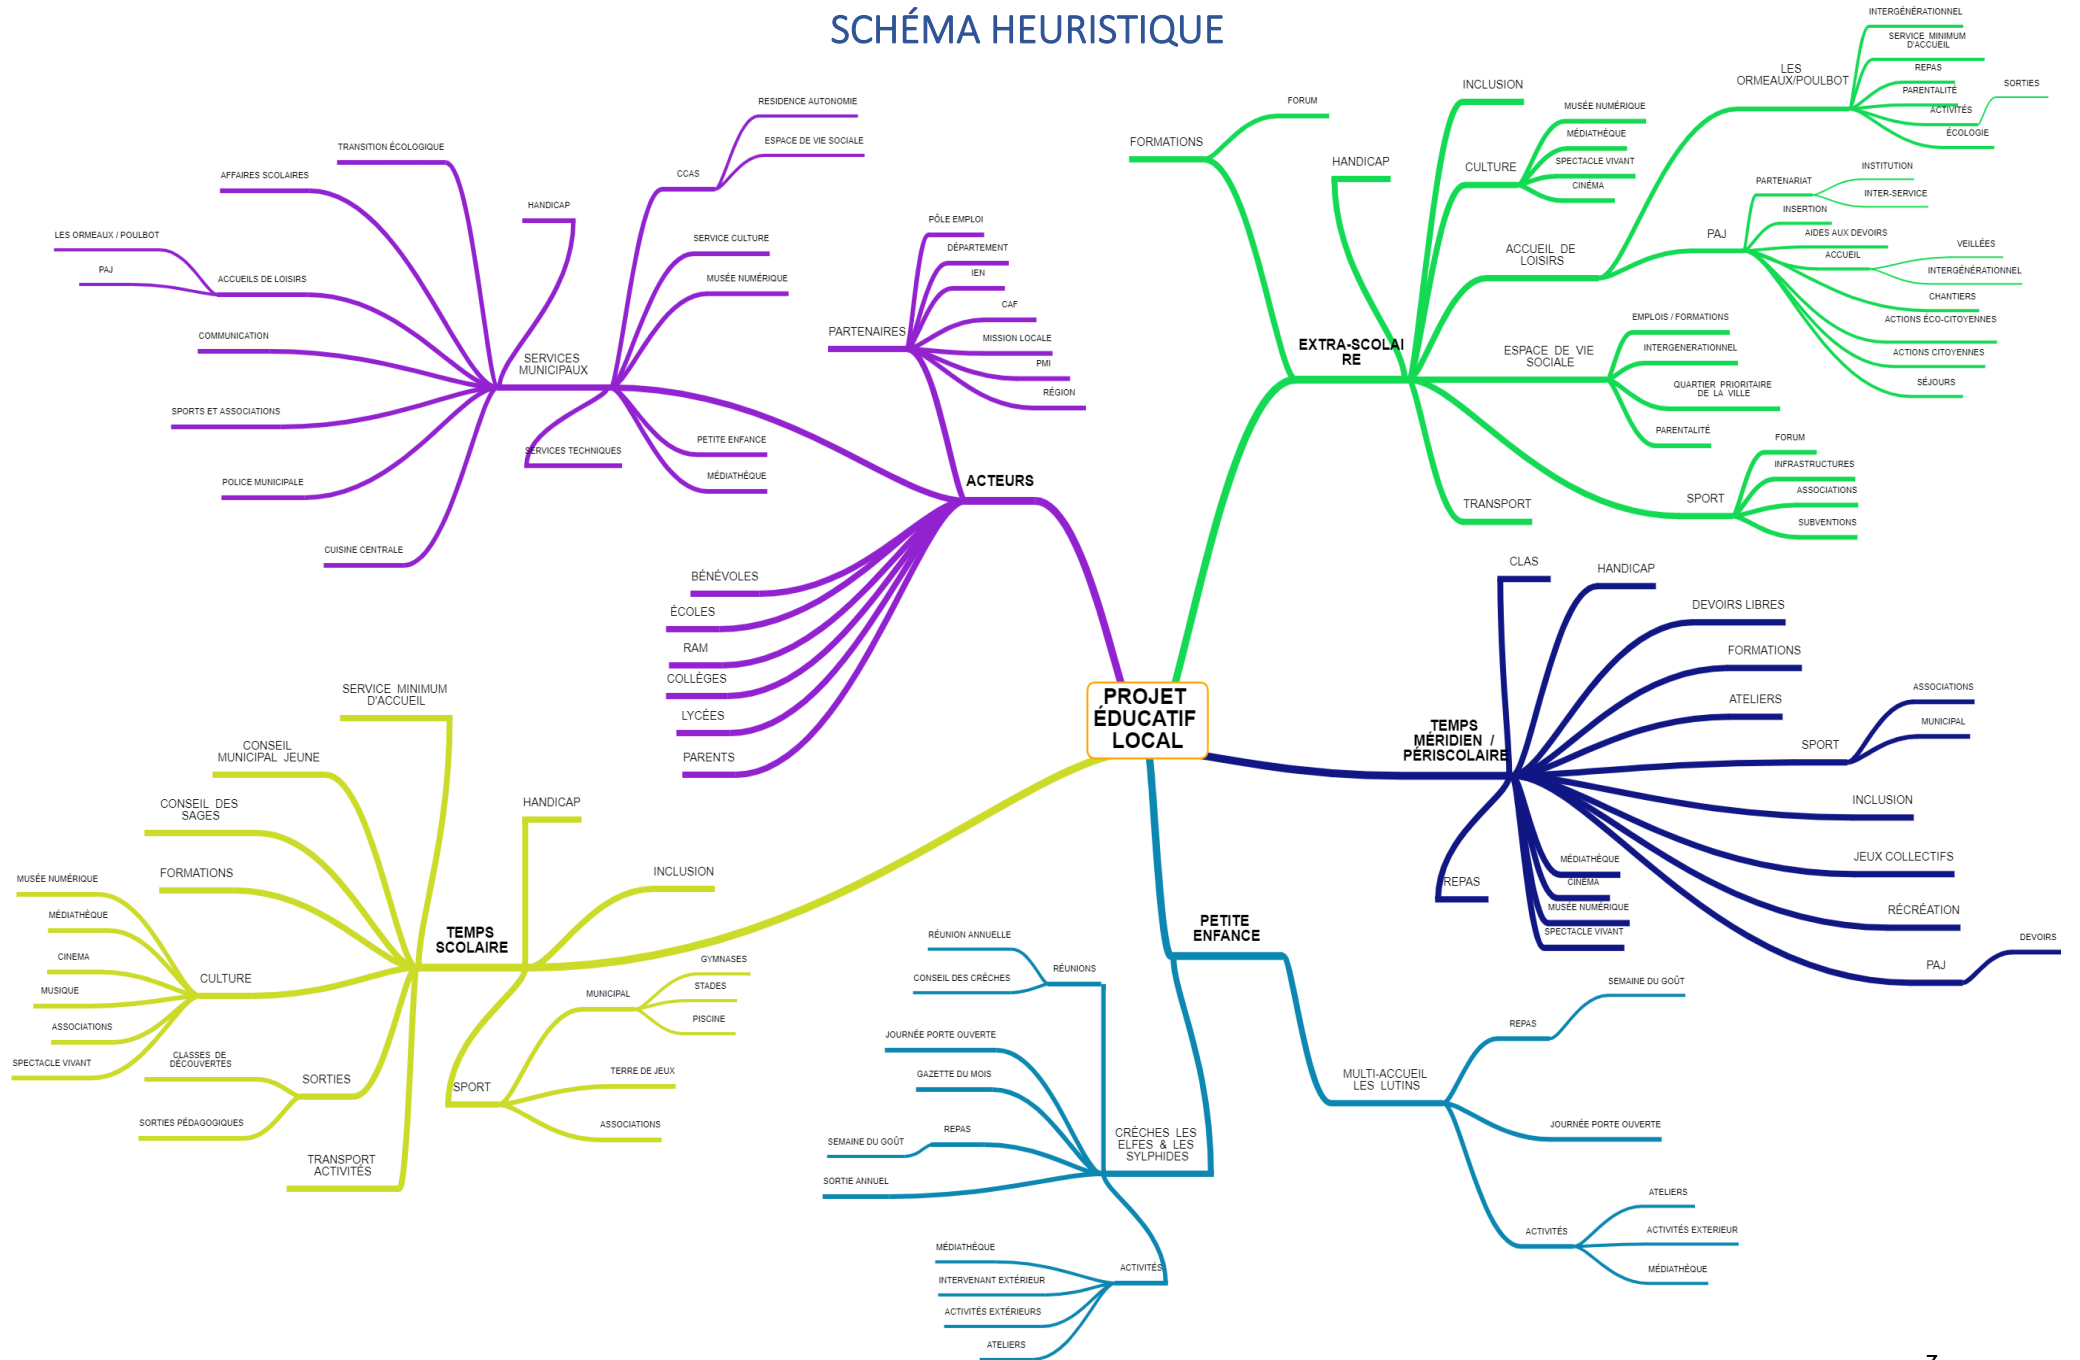 SCHÉMA HEURISTIQUE
RESIDENCE AUTONOMIE
ESPACE DE VIE SOCIALE
CCAS
TRANSITION ÉCOLOGIQUE
AFFAIRES SCOLAIRES
HANDICAP
LES ORMEAUX / POULBOT
PAJ
ACCUEILS DE LOISIRS
SERVICE CULTURE
MUSÉE NUMÉRIQUE
COMMUNICATION
SERVICES
MUNICIPAUX
SPORTS ET ASSOCIATIONS
SERVICES TECHNIQUES
PETITE ENFANCE
MÉDIATHÈQUE
POLICE MUNICIPALE
CUISINE CENTRALE
PARTENAIRES
PÔLE EMPLOI
DÉPARTEMENT
IEN
CAF
MISSION LOCALE
PMI
RÉGION
ACTEURS
BÉNÉVOLES
ÉCOLES
RAM
COLLÈGES
LYCÉES
PARENTS
FORMATIONS
FORUM
HANDICAP
EXTRA-SCOLAI
RE
INCLUSION
CULTURE
MUSÉE NUMÉRIQUE
MÉDIATHÈQUE
SPECTACLE VIVANT
CINÉMA
ACCUEIL DE
LOISIRS
LES
ORMEAUX/POULBOT
INTERGÉNÉRATIONNEL
SERVICE MINIMUM
D'ACCUEIL
REPAS
PARENTALITÉ
ACTIVITÉS
SORTIES
ÉCOLOGIE
PAJ
PARTENARIAT
INSTITUTION
INTER-SERVICE
INSERTION
AIDES AUX DEVOIRS
ACCUEIL
VEILLÉES
INTERGÉNÉRATIONNEL
CHANTIERS
ACTIONS ÉCO-CITOYENNES
ACTIONS CITOYENNES
SÉJOURS
ESPACE DE VIE
SOCIALE
EMPLOIS / FORMATIONS
INTERGENERATIONNEL
QUARTIER PRIORITAIRE
DE LA VILLE
PARENTALITÉ
SPORT
FORUM
INFRASTRUCTURES
ASSOCIATIONS
SUBVENTIONS
TRANSPORT
PROJET
ÉDUCATIF
LOCAL
TEMPS
MÉRIDIEN /
PÉRISCOLAIRE
CLAS
HANDICAP
DEVOIRS LIBRES
FORMATIONS
ATELIERS
SPORT
ASSOCIATIONS
MUNICIPAL
INCLUSION
JEUX COLLECTIFS
RÉCRÉATION
PAJ
DEVOIRS
MÉDIATHÈQUE
CINÉMA
MUSÉE NUMÉRIQUE
SPECTACLE VIVANT
REPAS
TEMPS
SCOLAIRE
SERVICE MINIMUM
D'ACCUEIL
CONSEIL
MUNICIPAL JEUNE
CONSEIL DES
SAGES
FORMATIONS
CULTURE
MUSÉE NUMÉRIQUE
MÉDIATHÈQUE
CINEMA
MUSIQUE
ASSOCIATIONS
SPECTACLE VIVANT
SORTIES
CLASSES DE
DÉCOUVERTES
SORTIES PÉDAGOGIQUES
TRANSPORT
ACTIVITÉS
HANDICAP
INCLUSION
SPORT
MUNICIPAL
GYMNASES
STADES
PISCINE
TERRE DE JEUX
ASSOCIATIONS
PETITE
ENFANCE
CRÈCHES LES
ELFES & LES
SYLPHIDES
RÉUNIONS
RÉUNION ANNUELLE
CONSEIL DES CRÈCHES
JOURNÉE PORTE OUVERTE
GAZETTE DU MOIS
REPAS
SEMAINE DU GOÛT
SORTIE ANNUEL
ACTIVITÉS
MÉDIATHÈQUE
INTERVENANT EXTÉRIEUR
ACTIVITÉS EXTÉRIEURS
ATELIERS
MULTI-ACCUEIL
LES LUTINS
REPAS
SEMAINE DU GOÛT
JOURNÉE PORTE OUVERTE
ACTIVITÉS
ATELIERS
ACTIVITÉS EXTERIEUR
MÉDIATHÈQUE